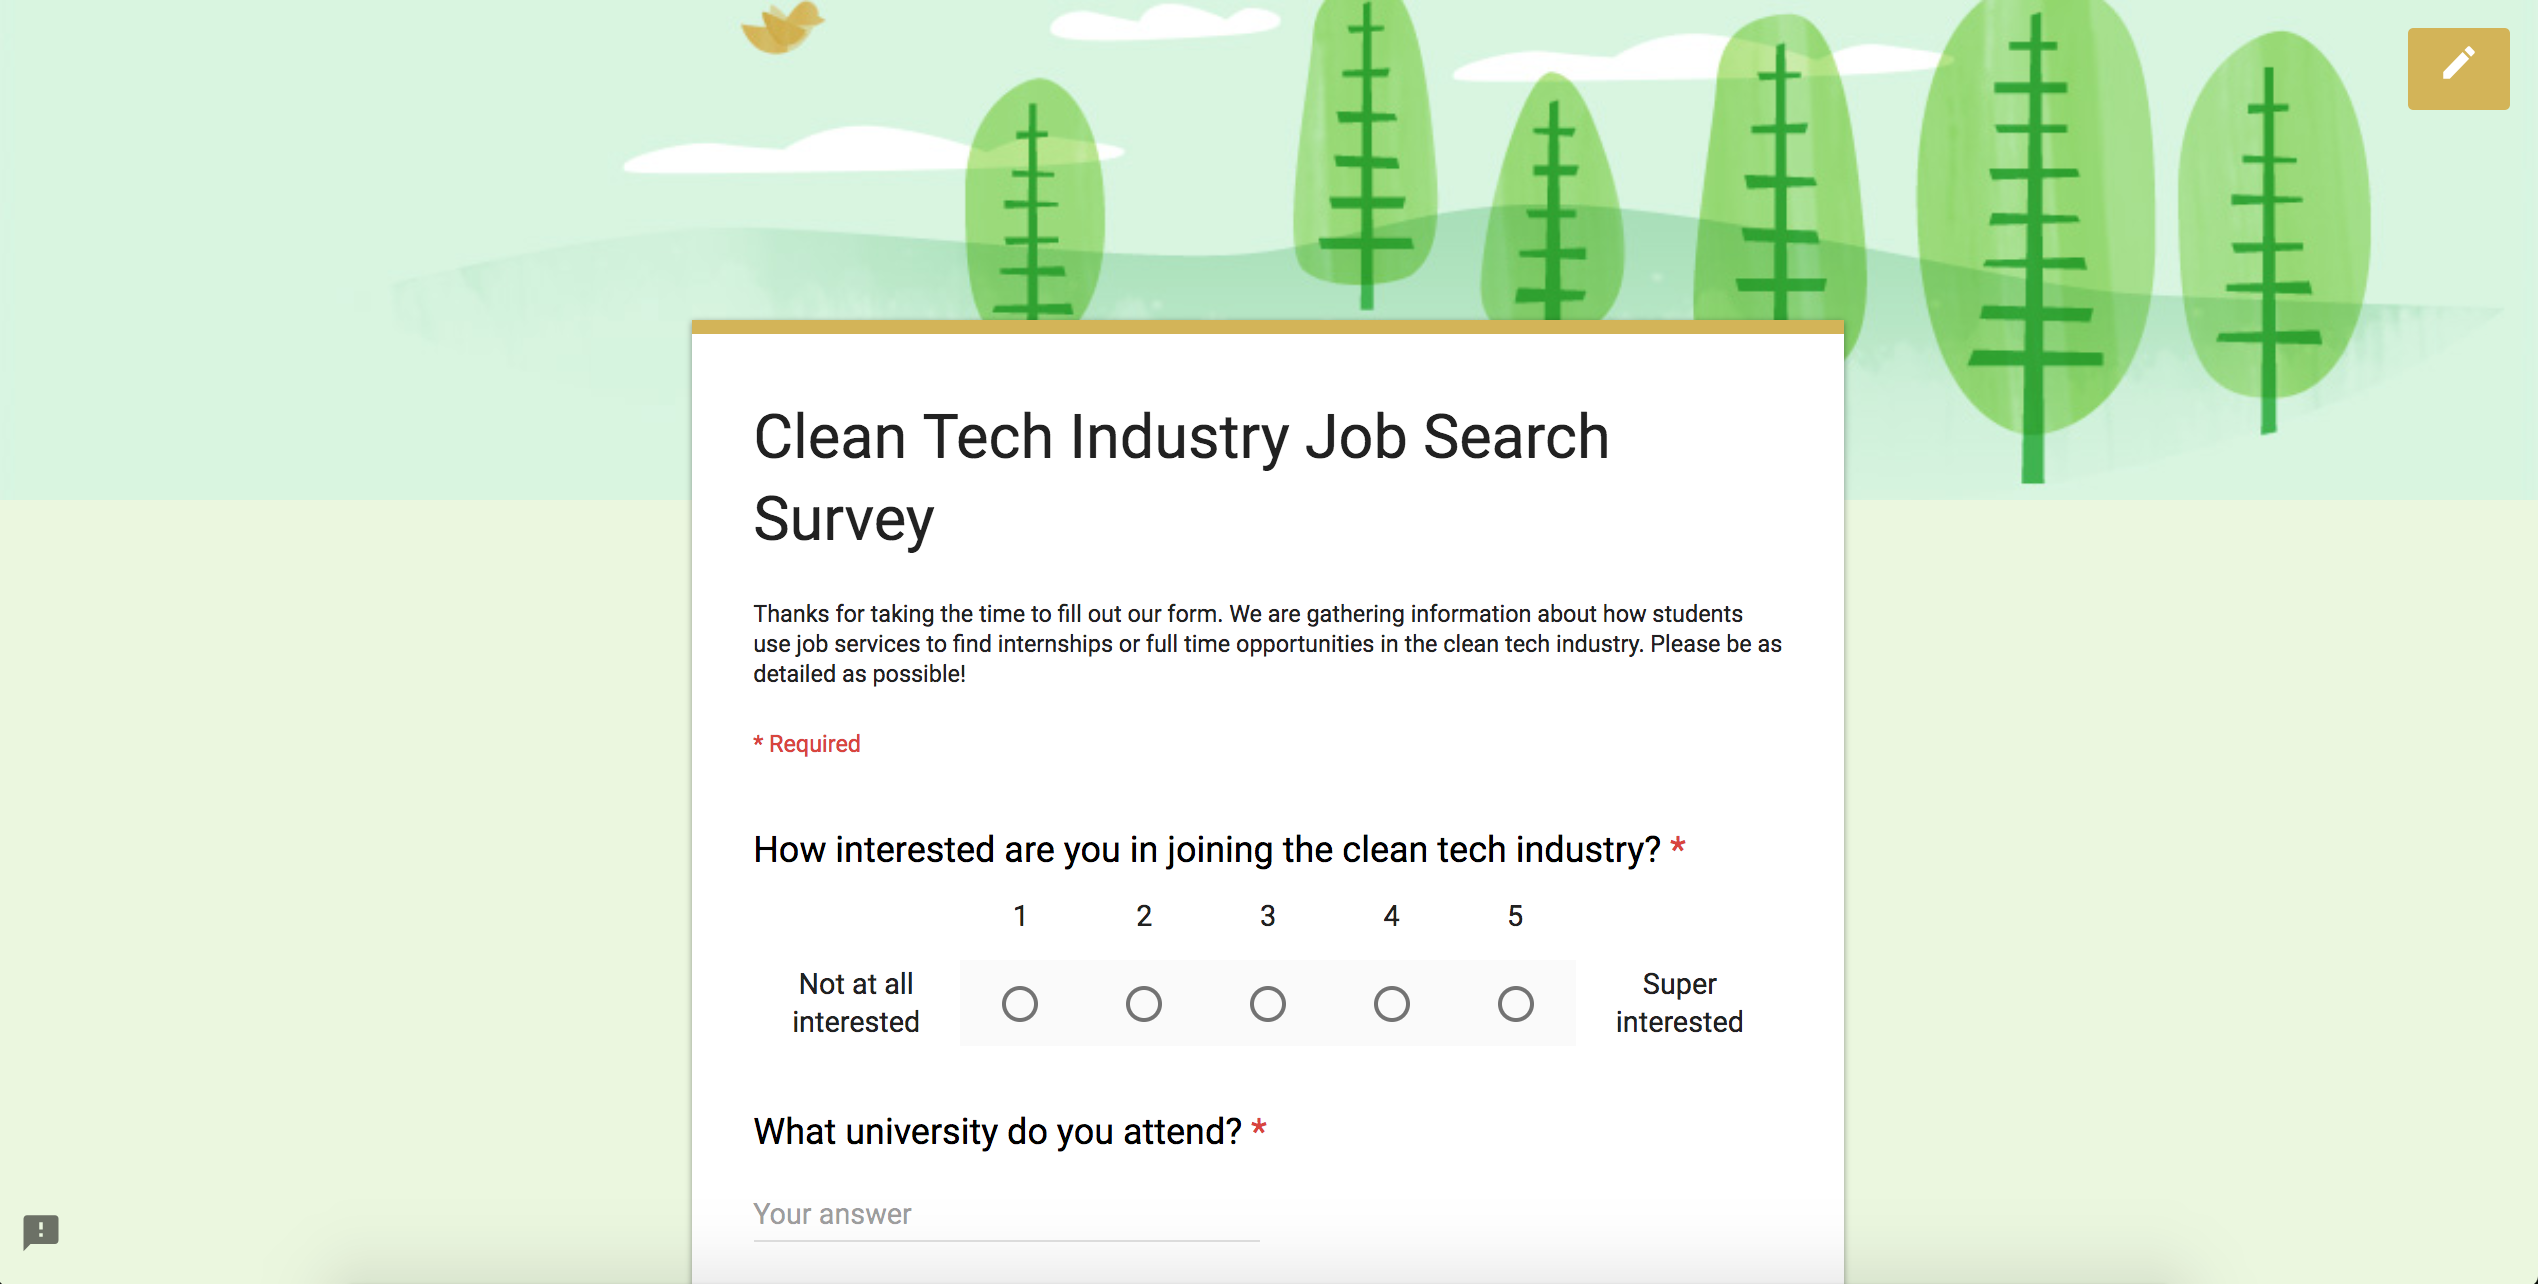 Clean Tech Industry Job Search
Survey
Thanks for taking the time to fill out our form. We are gathering information about how students
use job services to find internships or full time opportunities in the clean tech industry. Please be as
detailed as possible!
* Required
How interested are you in joining the clean tech industry? *
1 2 3 4 5
Not at all
interested
Super
interested
What university do you attend? *
Your answer